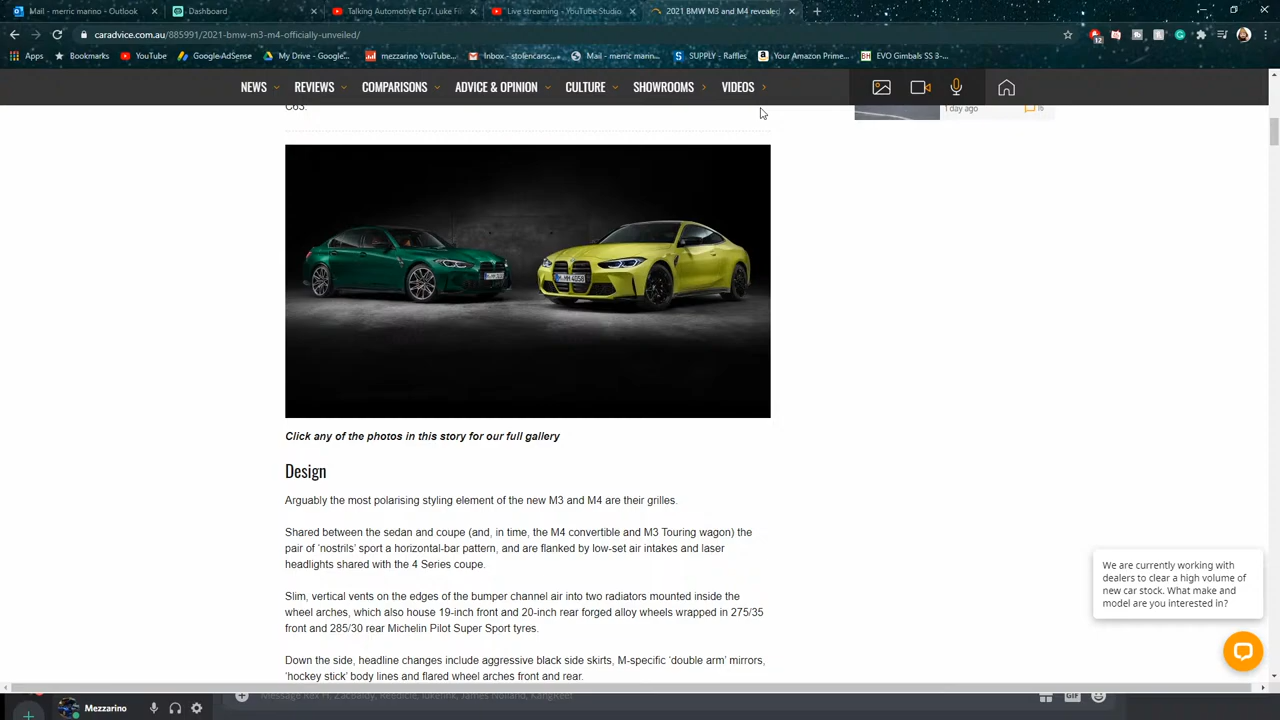 Mail - merric marino - Outlook
Dashboard
Talking Automotive Ep7. Luke F
Live streaming - YouTube Studio
2021 BMW M3 and M4 revealed
caradvice.com.au/885991/2021-bmw-m3-m4-officially-unveiled/
12
Apps
Bookmarks
YouTube
Google AdSense
My Drive - Google...
mezzarino YouTube...
Inbox - stolencarsc...
Mail - merric marin...
SUPPLY - Raffles
Your Amazon Prime...
EVO Gimbals SS 3-...
NEWS
REVIEWS
COMPARISONS
ADVICE & OPINION
CULTURE
SHOWROOMS
VIDEOS
C63.
1 day ago
16
Click any of the photos in this story for our full gallery
Design
Arguably the most polarising styling element of the new M3 and M4 are their grilles.
Shared between the sedan and coupe (and, in time, the M4 convertible and M3 Touring wagon) the
pair of 'nostrils' sport a horizontal-bar pattern, and are flanked by low-set air intakes and laser
headlights shared with the 4 Series coupe.
Slim, vertical vents on the edges of the bumper channel air into two radiators mounted inside the
wheel arches, which also house 19-inch front and 20-inch rear forged alloy wheels wrapped in 275/35
front and 285/30 rear Michelin Pilot Super Sport tyres.
Down the side, headline changes include aggressive black side skirts, M-specific 'double arm' mirrors,
'hockey stick' body lines and flared wheel arches front and rear.
We are currently working with
dealers to clear a high volume of
new car stock. What make and
model are you interested in?
Mezzarino
GIF